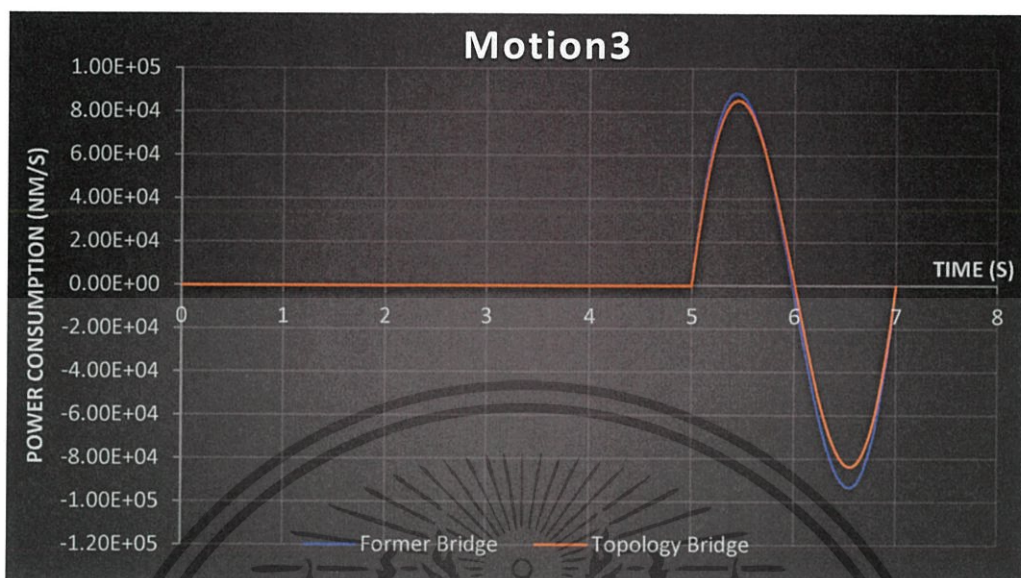 Motion3
POWER CONSUMPTION (NM/S)
1.00E+05
8.00E+04
6.00E+04
4.00E+04
2.00E+04
0.00E+00
-2.00E+04
-4.00E+04
-6.00E+04
-8.00E+04
-1.00E+05
-1.20E+05
TIME (S)
0 1 2 3 4 5 6 7 8
Former Bridge Topology Bridge